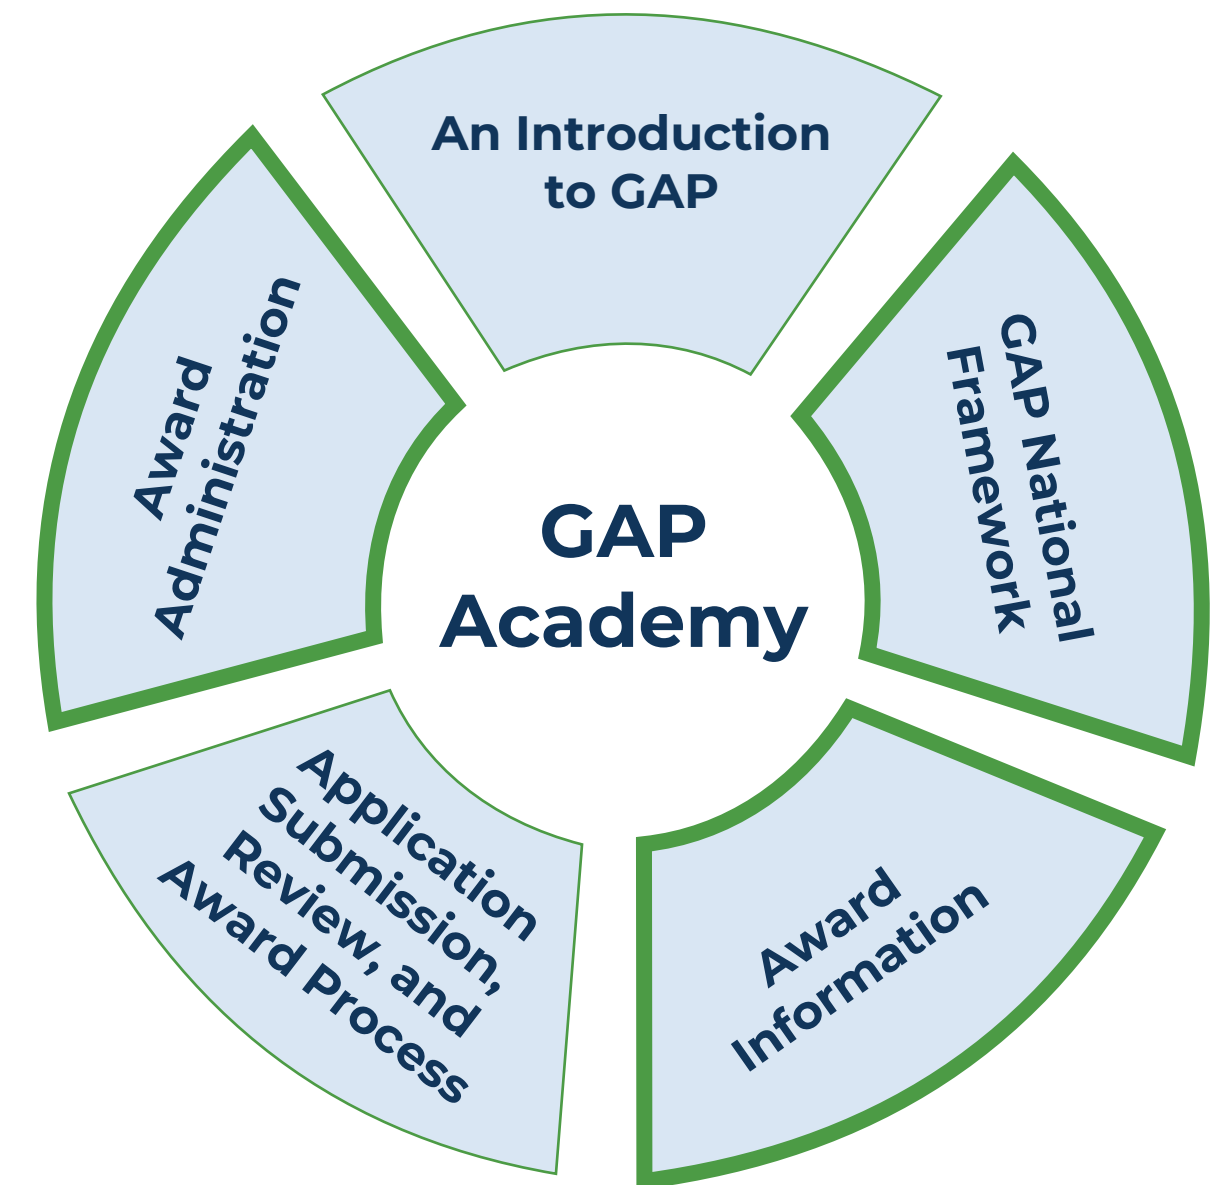 An Introduction
to GAP
GAP National
Framework
Award
Information
Application
Submission,
Review, and
Award Process
Award
Administration
GAP
Academy